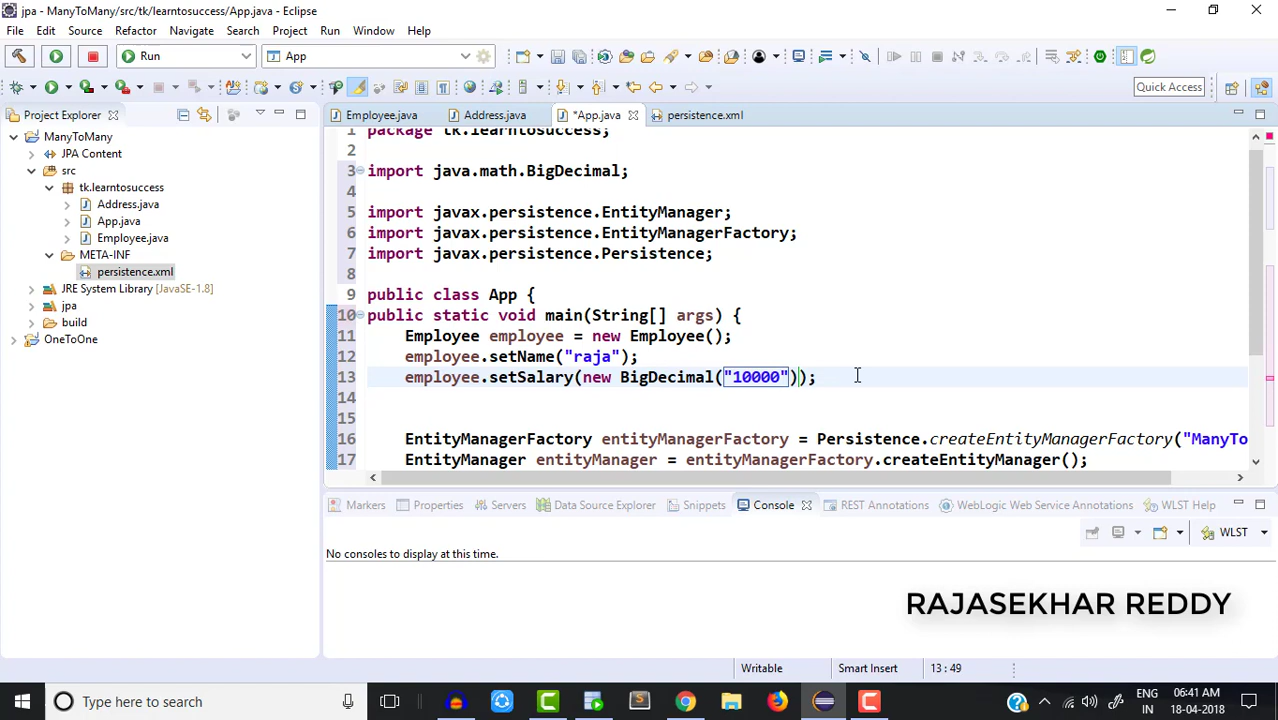 jpa - ManyToMany/src/tk/learntosuccess/App.java - Eclipse
File Edit Source Refactor Navigate Search Project Run Window Help
Run App
Quick Access
Project Explorer
Employee.java Address.java *App.java persistence.xml
ManyToMany
JPA Content
src
tk.learntosuccess
Address.java
App.java
Employee.java
META-INF
persistence.xml
JRE System Library [JavaSE-1.8]
jpa
build
OneToOne
1 package tk.learntosuccess;
2
3 import java.math.BigDecimal;
4
5 import javax.persistence.EntityManager;
6 import javax.persistence.EntityManagerFactory;
7 import javax.persistence.Persistence;
8
9 public class App {
10 public static void main(String[] args) {
11 Employee employee = new Employee();
12 employee.setName("raja");
13 employee.setSalary(new BigDecimal("10000"));
14
15
16 EntityManagerFactory entityManagerFactory = Persistence.createEntityManagerFactory("ManyTo
17 EntityManager entityManager = entityManagerFactory.createEntityManager();
Markers Properties Servers Data Source Explorer Snippets Console REST Annotations WebLogic Web Service Annotations WLST Help
WLST
No consoles to display at this time.
RAJASEKHAR REDDY
Writable Smart Insert 13 : 49
Type here to search
ENG 06:41 AM
IN 18-04-2018